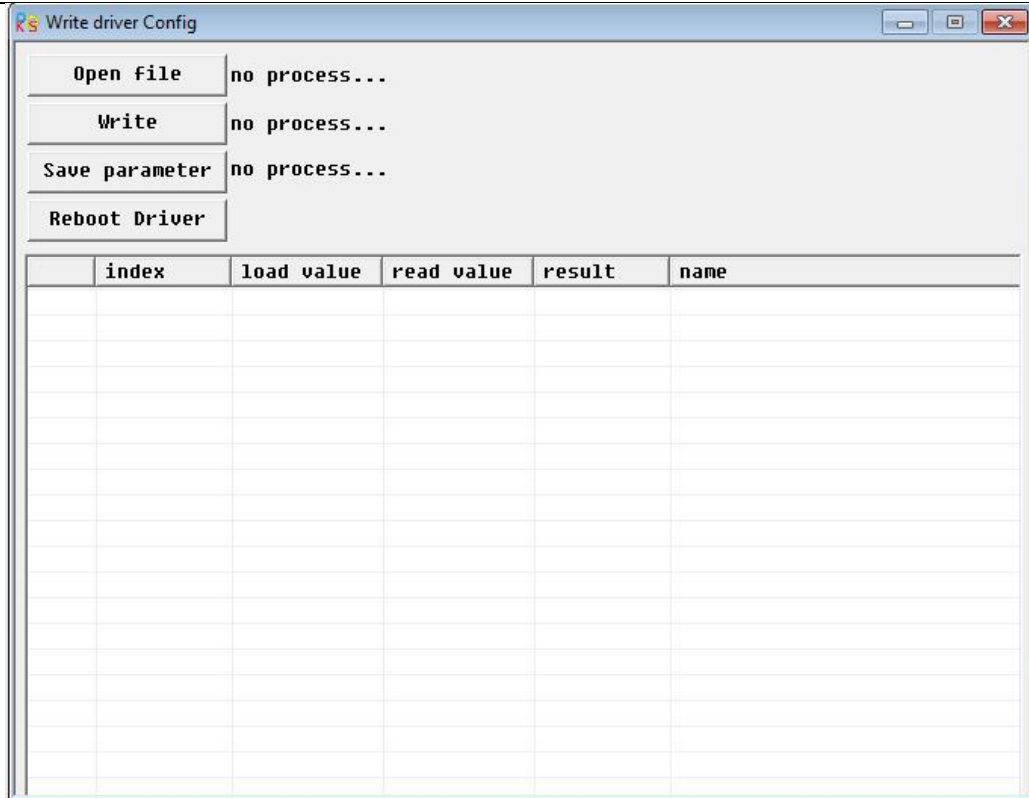 Write driver Config
Open file no process...
Write no process...
Save parameter no process...
Reboot Driver
index load value read value result name